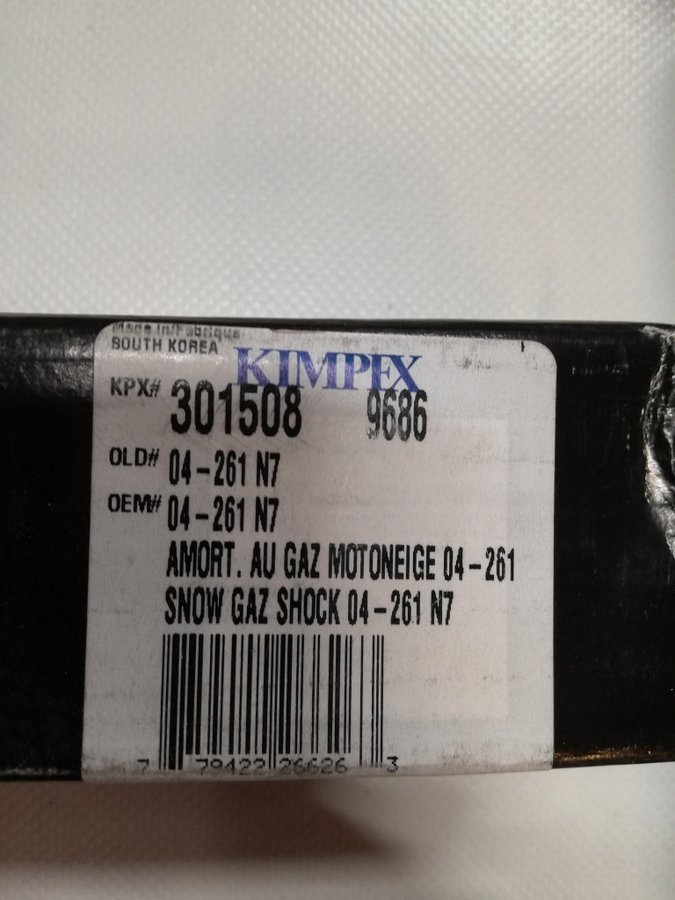 Made in/Fabriqué
SOUTH KOREA
KIMPEX
KPX# 301508 9686
OLD# 04-261 N7
OEM# 04-261 N7
AMORT. AU GAZ MOTONEIGE 04-261
SNOW GAZ SHOCK 04-261 N7
7 79422 26626 3